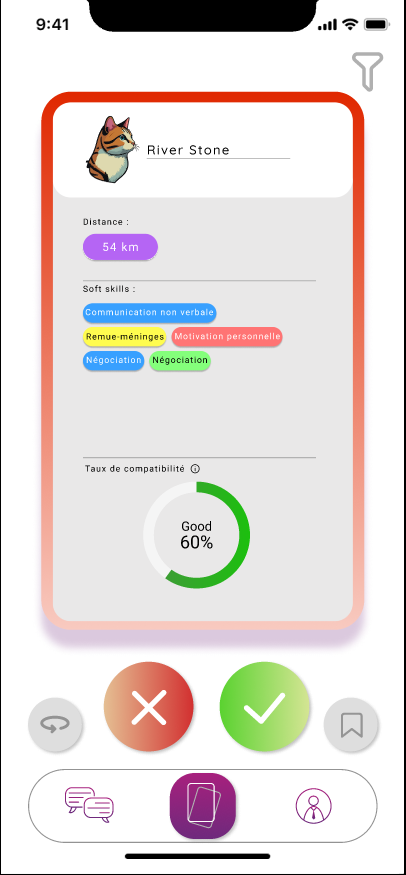 9:41
River Stone
Distance :
54 km
Soft skills :
Communication non verbale
Remue-méninges Motivation personnelle
Négociation Négociation
Taux de compatibilité
Good
60%